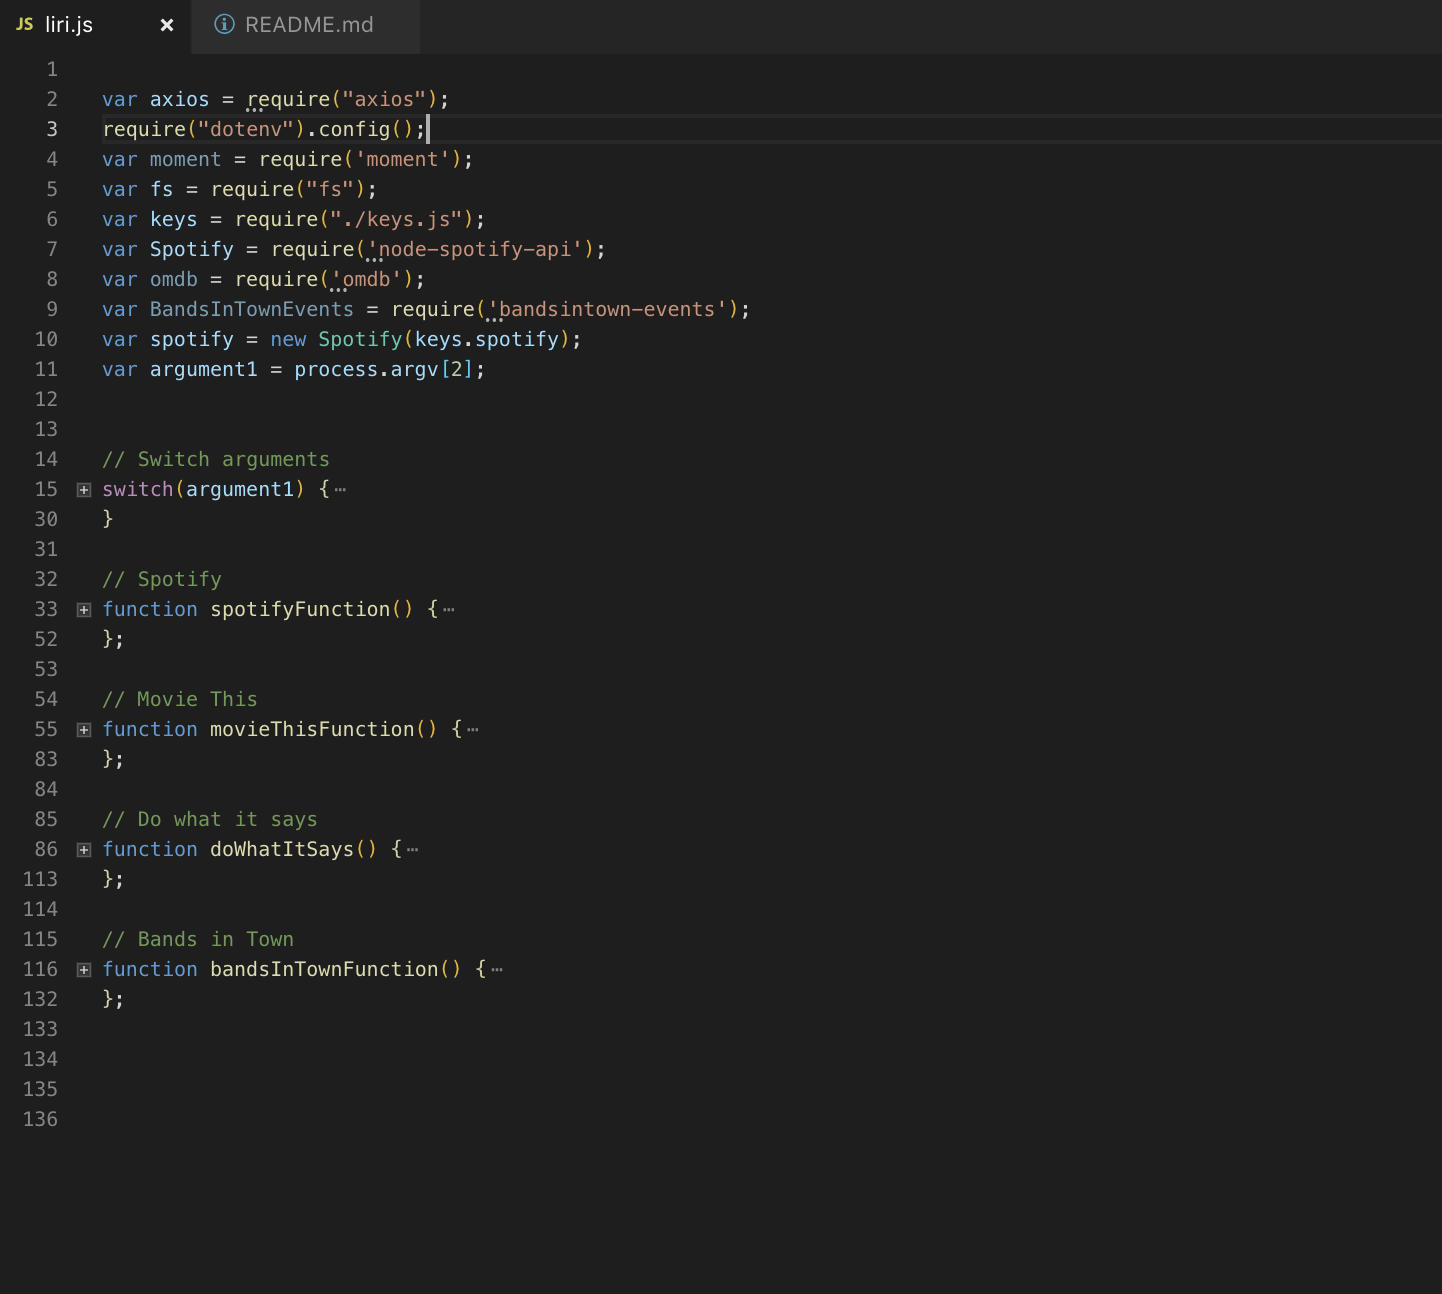 JS liri.js × README.md
1
2 var axios = require("axios");
3 require("dotenv").config();
4 var moment = require('moment');
5 var fs = require("fs");
6 var keys = require("./keys.js");
7 var Spotify = require('node-spotify-api');
8 var omdb = require('omdb');
9 var BandsInTownEvents = require('bandsintown-events');
10 var spotify = new Spotify(keys.spotify);
11 var argument1 = process.argv[2];
12
13
14 // Switch arguments
15 switch(argument1) {⋯
30 }
31
32 // Spotify
33 function spotifyFunction() {⋯
52 };
53
54 // Movie This
55 function movieThisFunction() {⋯
83 };
84
85 // Do what it says
86 function doWhatItSays() {⋯
113 };
114
115 // Bands in Town
116 function bandsInTownFunction() {⋯
132 };
133
134
135
136